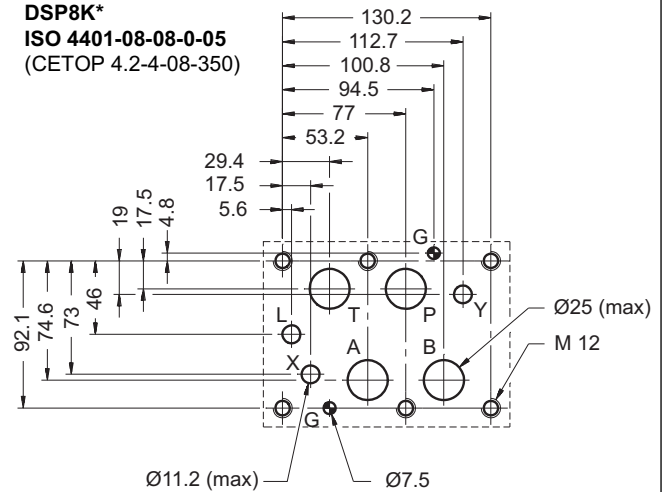 DSP8K*
ISO 4401-08-08-0-05
(CETOP 4.2-4-08-350)
130.2
112.7
100.8
94.5
77
53.2
29.4
17.5
5.6
19
17.5
4.8
92.1
74.6
73
46
G
T
P
Y
L
A
B
X
G
Ø25 (max)
M 12
Ø11.2 (max)
Ø7.5